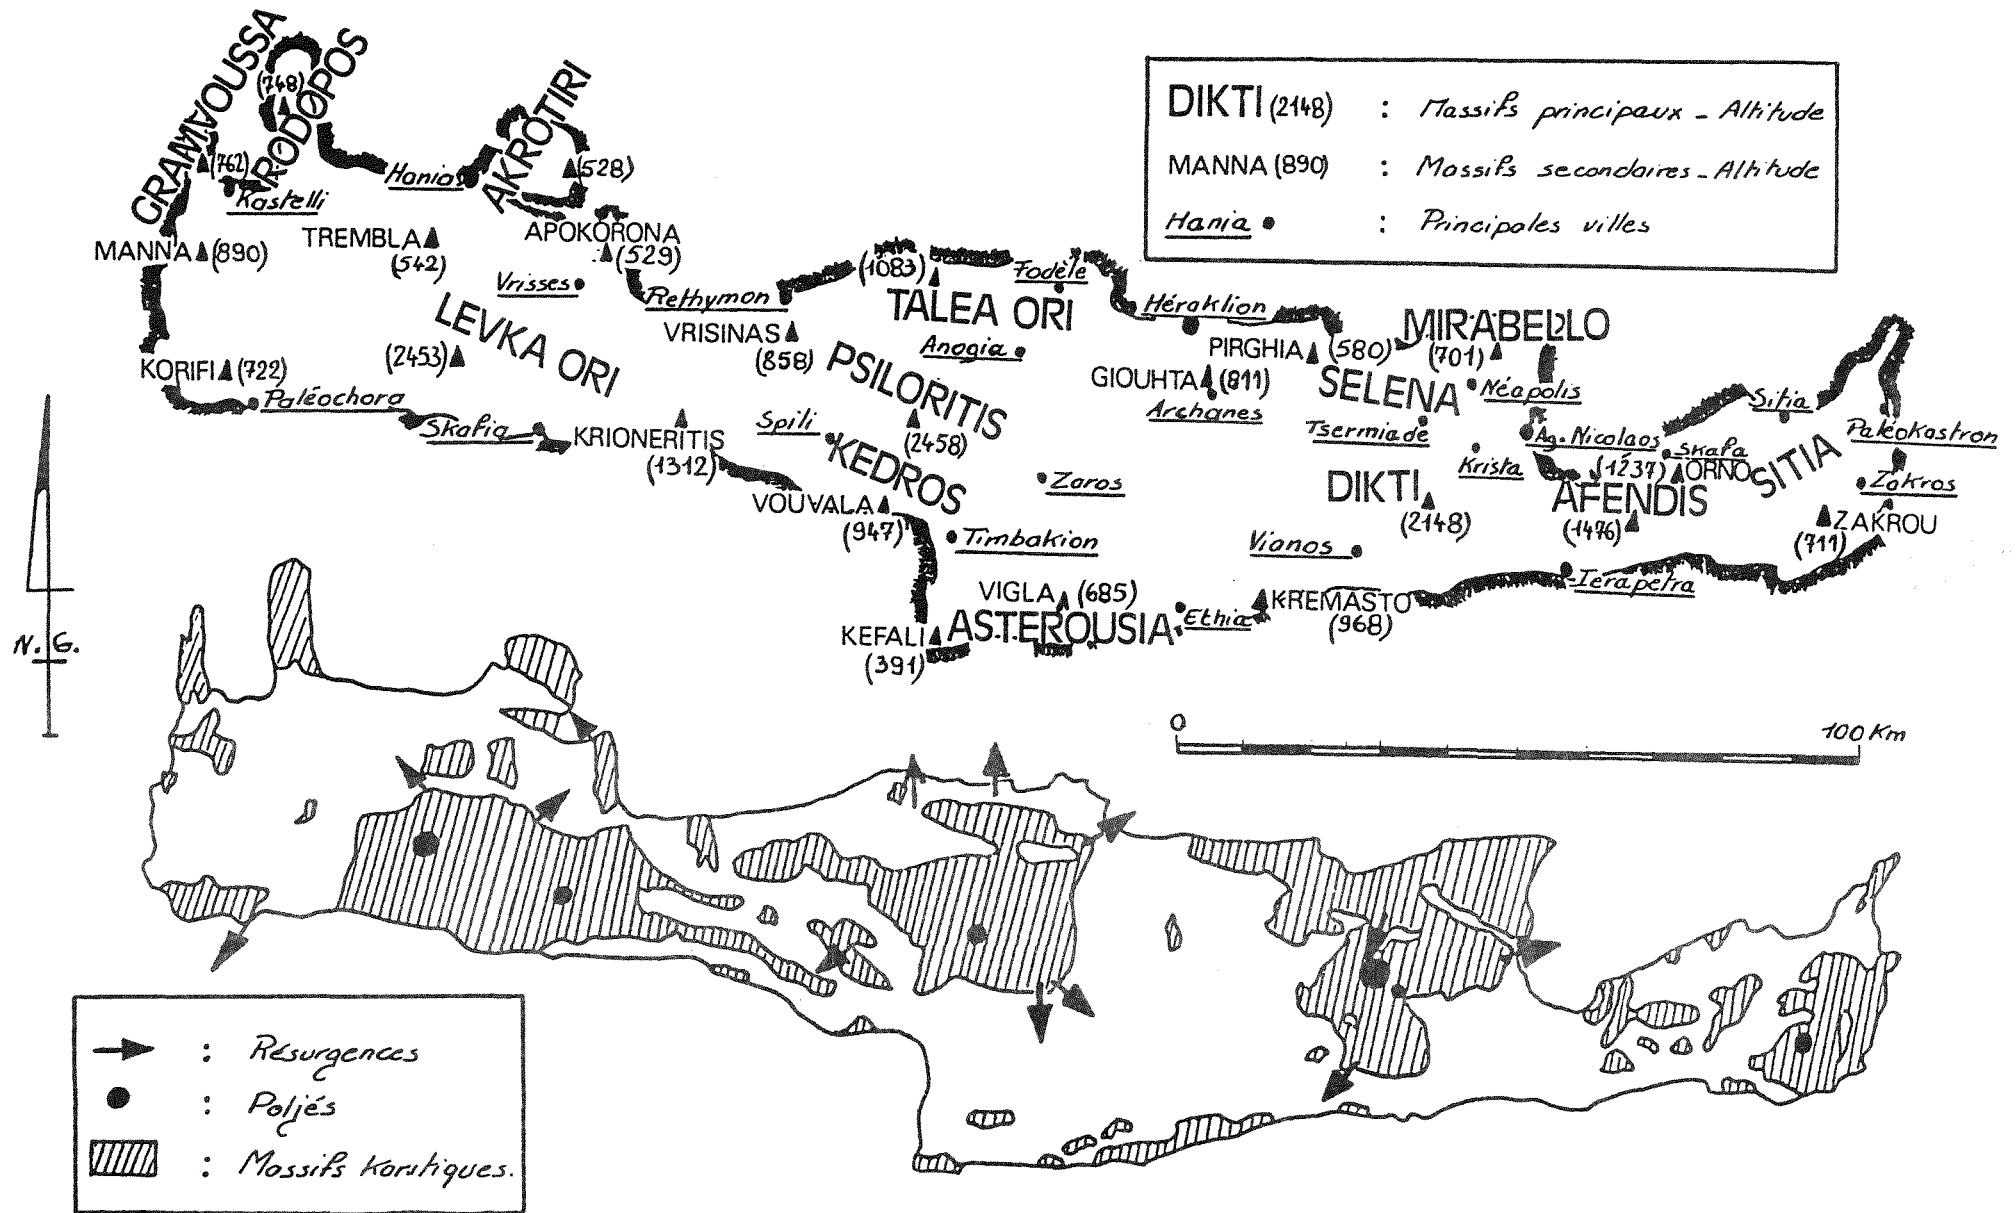 GRAMVOUSSA
(762)
RODOPOS
(748)
AKROTIRI
(528)
Hania
Kastelli
MANNA (890)
TREMBLA
(542)
APOKORONA
(529)
Vrisses
Rethymon
LEVKA ORI
(2453)
VRISINAS
(858)
KORIFI (722)
Paléochora
Skafia
KRIONERITIS
(1312)
(1083)
TALEA ORI
Fodèle
Anogia
Héraklion
PSILORITIS
(2458)
Spili
KEDROS
Zaros
VOUVALA
(947)
Timbakion
VIGLA (685)
KEFALI
(391)
ASTEROUSIA
Ethia
GIOUHTA (811)
Archanes
PIRGHIA (580)
MIRABELLO
(701)
SELENA
Néapolis
Tsermiade
Ag. Nicolaos
Krista
DIKTI
(2148)
Vianos
KREMASTO
(968)
Ierapetra
AFENDIS
(1476)
(1237)
Skafa
ORNO
SITIA
Sitia
Paléokastron
Zakros
ZAKROU
(711)
DIKTI (2148) : Massifs principaux - Altitude
MANNA (890) : Massifs secondaires - Altitude
Hania : Principales villes
N. G.
0 100 Km
: Résurgences
: Poljés
: Massifs Karstiques.